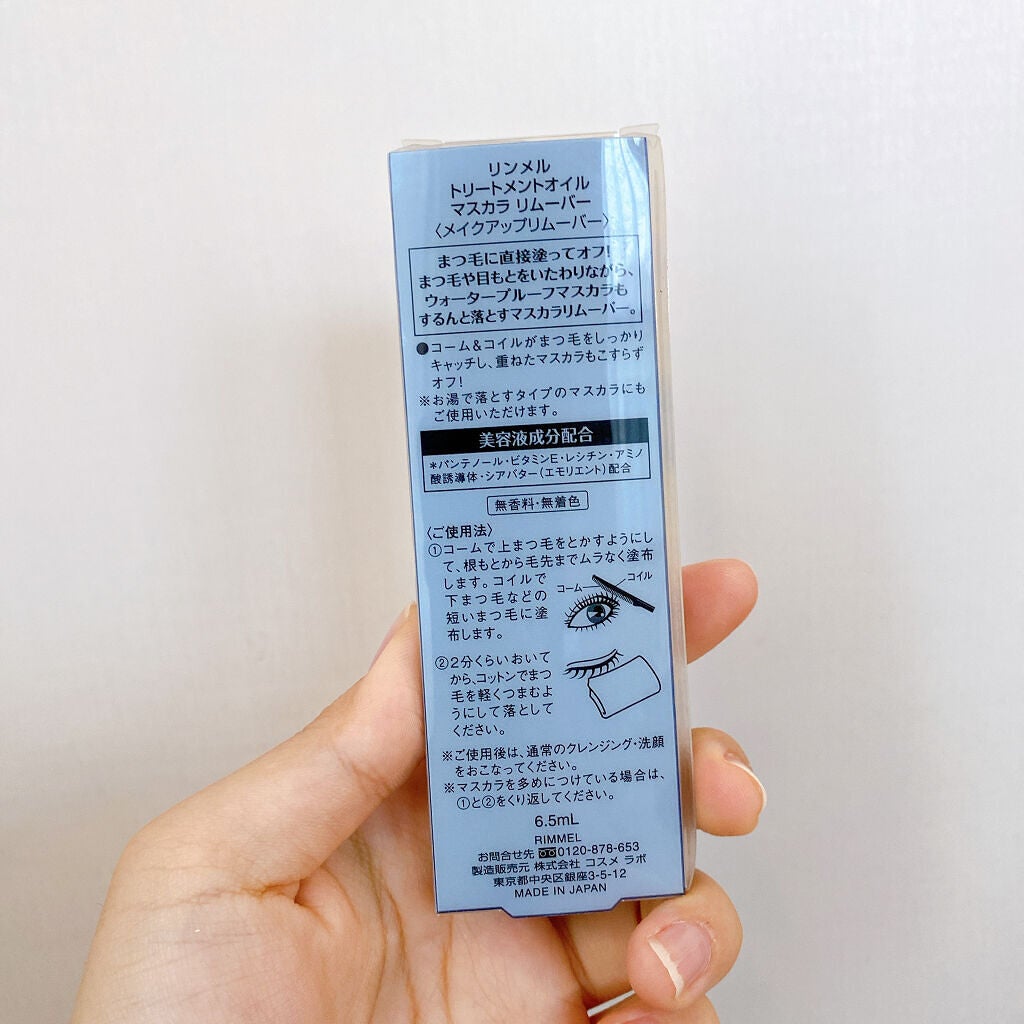 リンメル
トリートメントオイル
マスカラ リムーバー
〈メイクアップリムーバー〉
まつ毛に直接塗ってオフ!
まつ毛や目もとをいたわりながら、
ウォータープルーフマスカラも
するんと落とすマスカラリムーバー。
●コーム&コイルがまつ毛をしっかり
キャッチし、重ねたマスカラもこすらず
オフ!
※お湯で落とすタイプのマスカラにも
ご使用いただけます。
美容液成分配合
*パンテノール・ビタミンE・レシチン・アミノ
酸誘導体・シアバター(エモリエント)配合
無香料・無着色
〈ご使用法〉
①コームで上まつ毛をとかすようにし
て、根もとから毛先までムラなく塗布
します。コイルで
下まつ毛などの
短いまつ毛に塗
布します。
コーム
コイル
②2分くらいおいて
から、コットンでまつ
毛を軽くつまむよ
うにして落として
ください。
※ご使用後は、通常のクレンジング・洗顔
をおこなってください。
※マスカラを多めにつけている場合は、
①と②をくり返してください。
6.5mL
RIMMEL
お問合せ先 0120-878-653
製造販売元 株式会社 コスメ ラボ
東京都中央区銀座3-5-12
MADE IN JAPAN